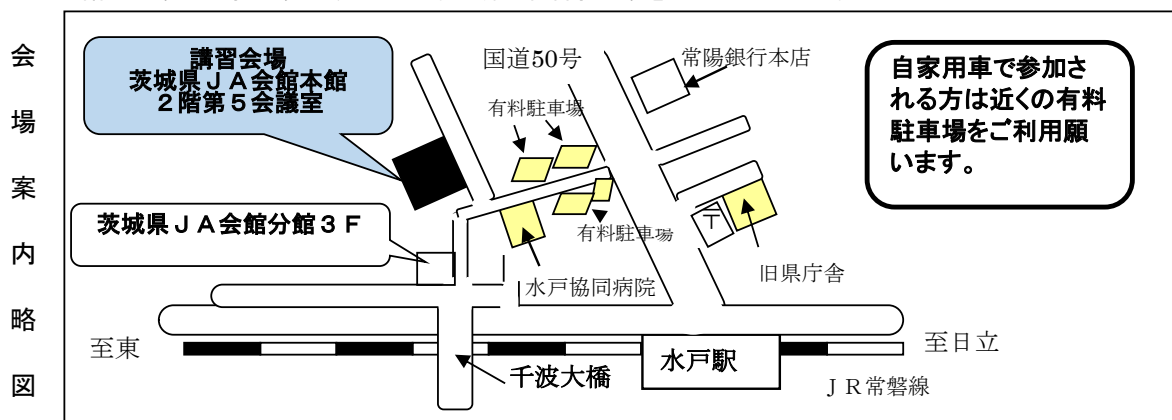 会場案内略図
講習会場
茨城県ＪＡ会館本館
２階第５会議室
国道50号
常陽銀行本店
自家用車で参加さ
れる方は近くの有料
駐車場をご利用願
います。
有料駐車場
茨城県ＪＡ会館分館３Ｆ
〒
有料駐車場
水戸協同病院
旧県庁舎
至東
至日立
水戸駅
千波大橋
ＪＲ常磐線